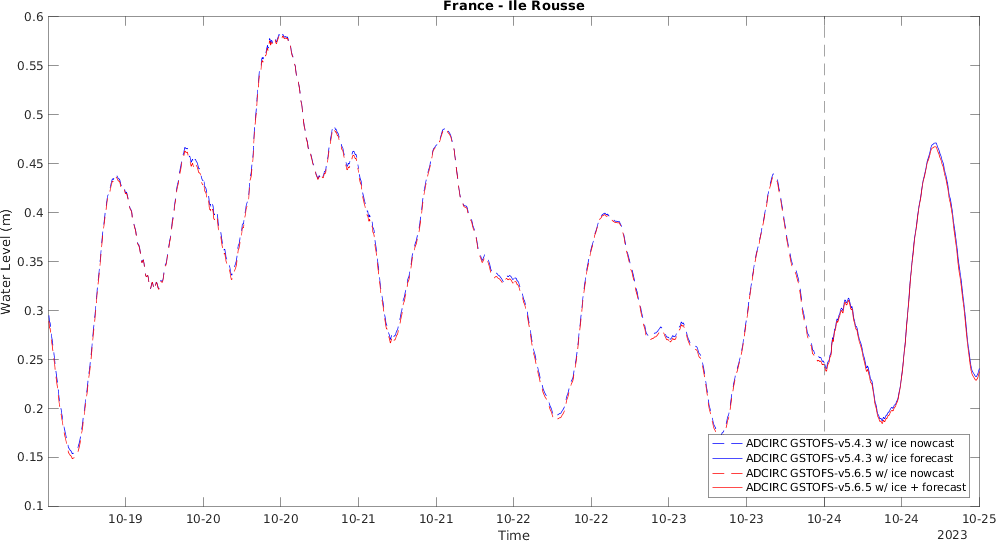 France - Ile Rousse
0.6
0.55
0.5
0.45
0.4
0.35
0.3
0.25
0.2
0.15
0.1
Water Level (m)
ADCIRC GSTOFS-v5.4.3 w/ ice nowcast
ADCIRC GSTOFS-v5.4.3 w/ ice forecast
ADCIRC GSTOFS-v5.6.5 w/ ice nowcast
ADCIRC GSTOFS-v5.6.5 w/ ice + forecast
10-19 10-20 10-20 10-21 10-21 10-22 10-22 10-23 10-23 10-24 10-24 10-25
Time
2023